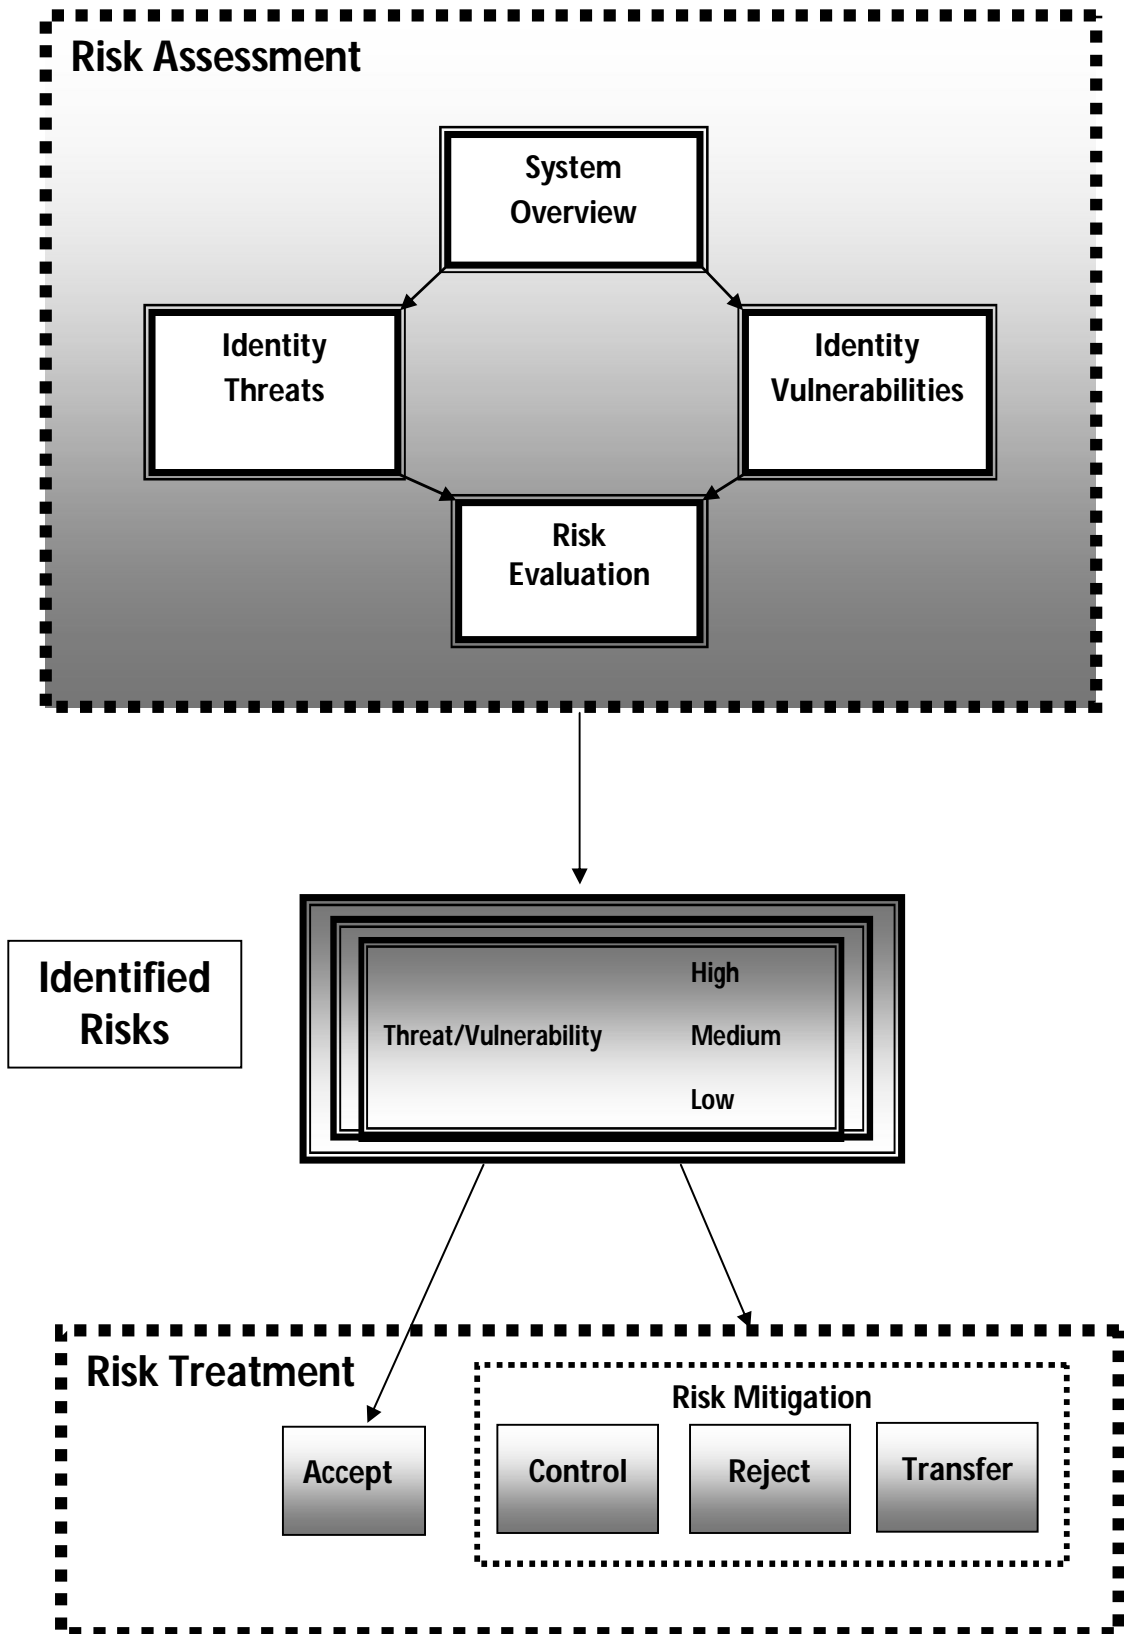 Risk Assessment
System
Overview
Identity
Threats
Identity
Vulnerabilities
Risk
Evaluation
Identified
Risks
High
Threat/Vulnerability
Medium
Low
Risk Treatment
Risk Mitigation
Accept
Control
Reject
Transfer